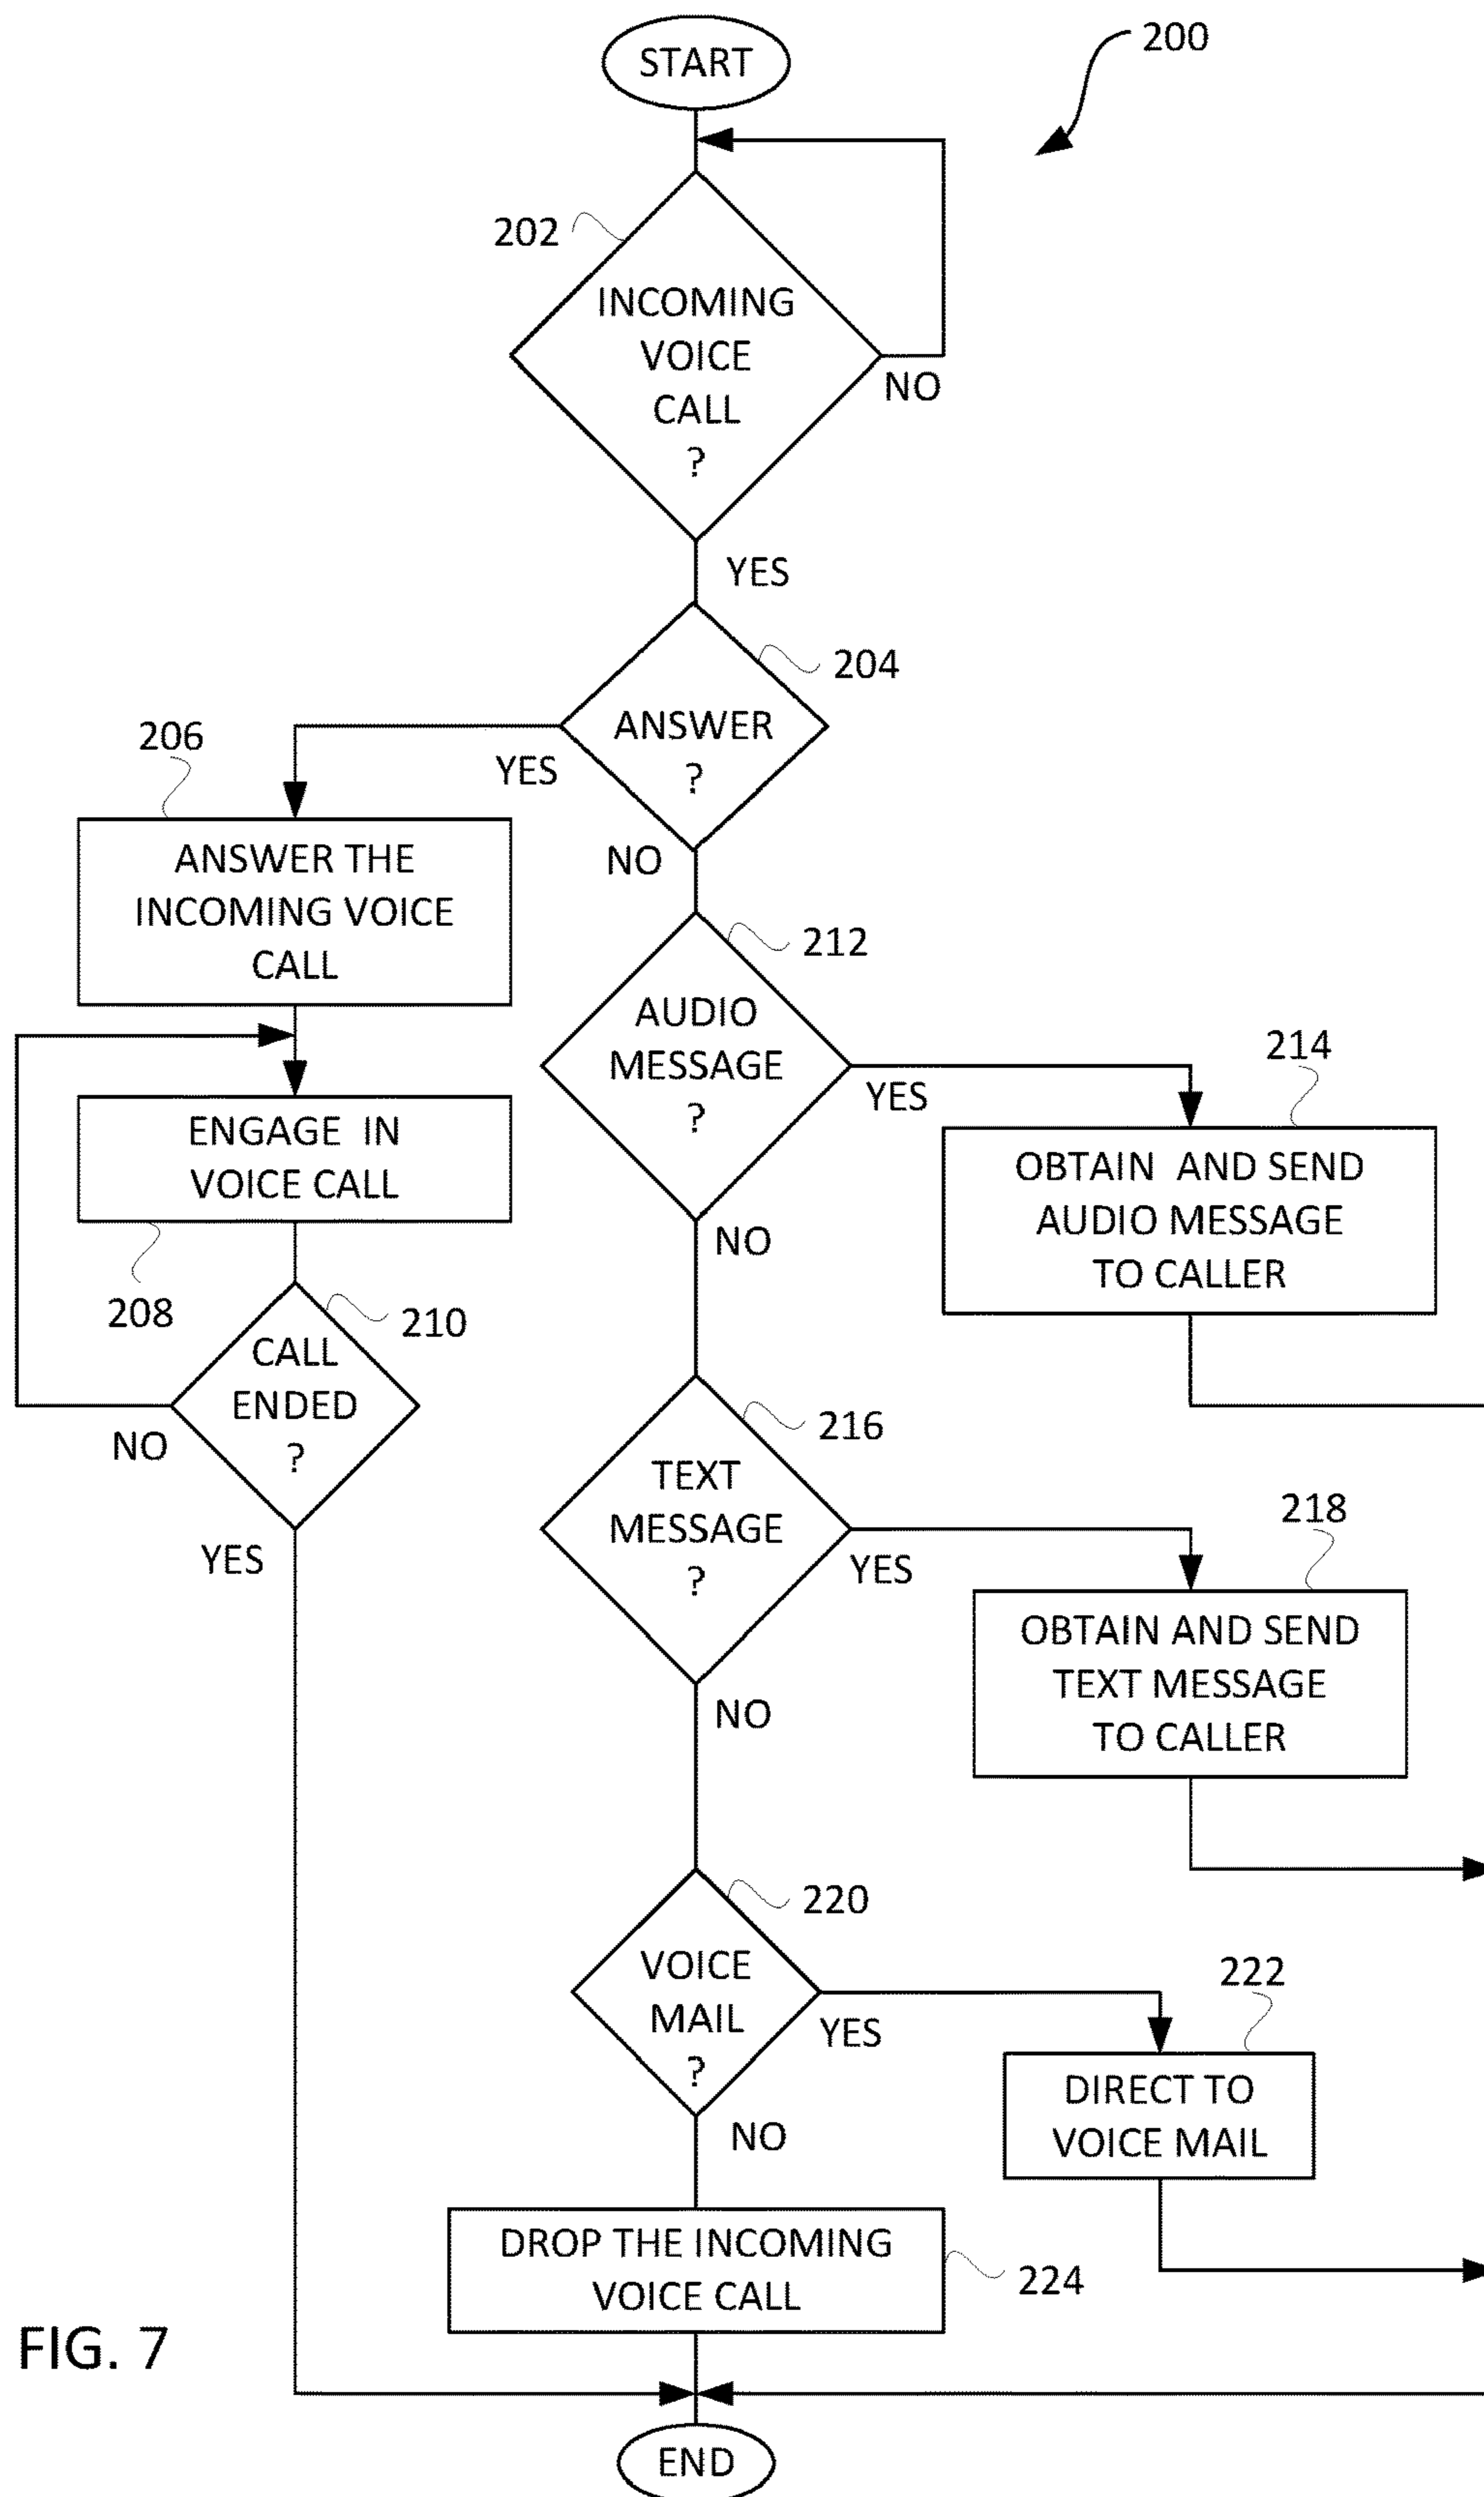 START
200
202
INCOMING
VOICE
CALL
?
NO
YES
204
ANSWER
?
YES
NO
206
ANSWER THE
INCOMING VOICE
CALL
212
AUDIO
MESSAGE
?
YES
NO
214
OBTAIN AND SEND
AUDIO MESSAGE
TO CALLER
ENGAGE IN
VOICE CALL
208
210
CALL
ENDED
?
NO
YES
216
TEXT
MESSAGE
?
YES
NO
218
OBTAIN AND SEND
TEXT MESSAGE
TO CALLER
220
VOICE
MAIL
?
YES
NO
222
DIRECT TO
VOICE MAIL
DROP THE INCOMING
VOICE CALL
224
FIG. 7
END